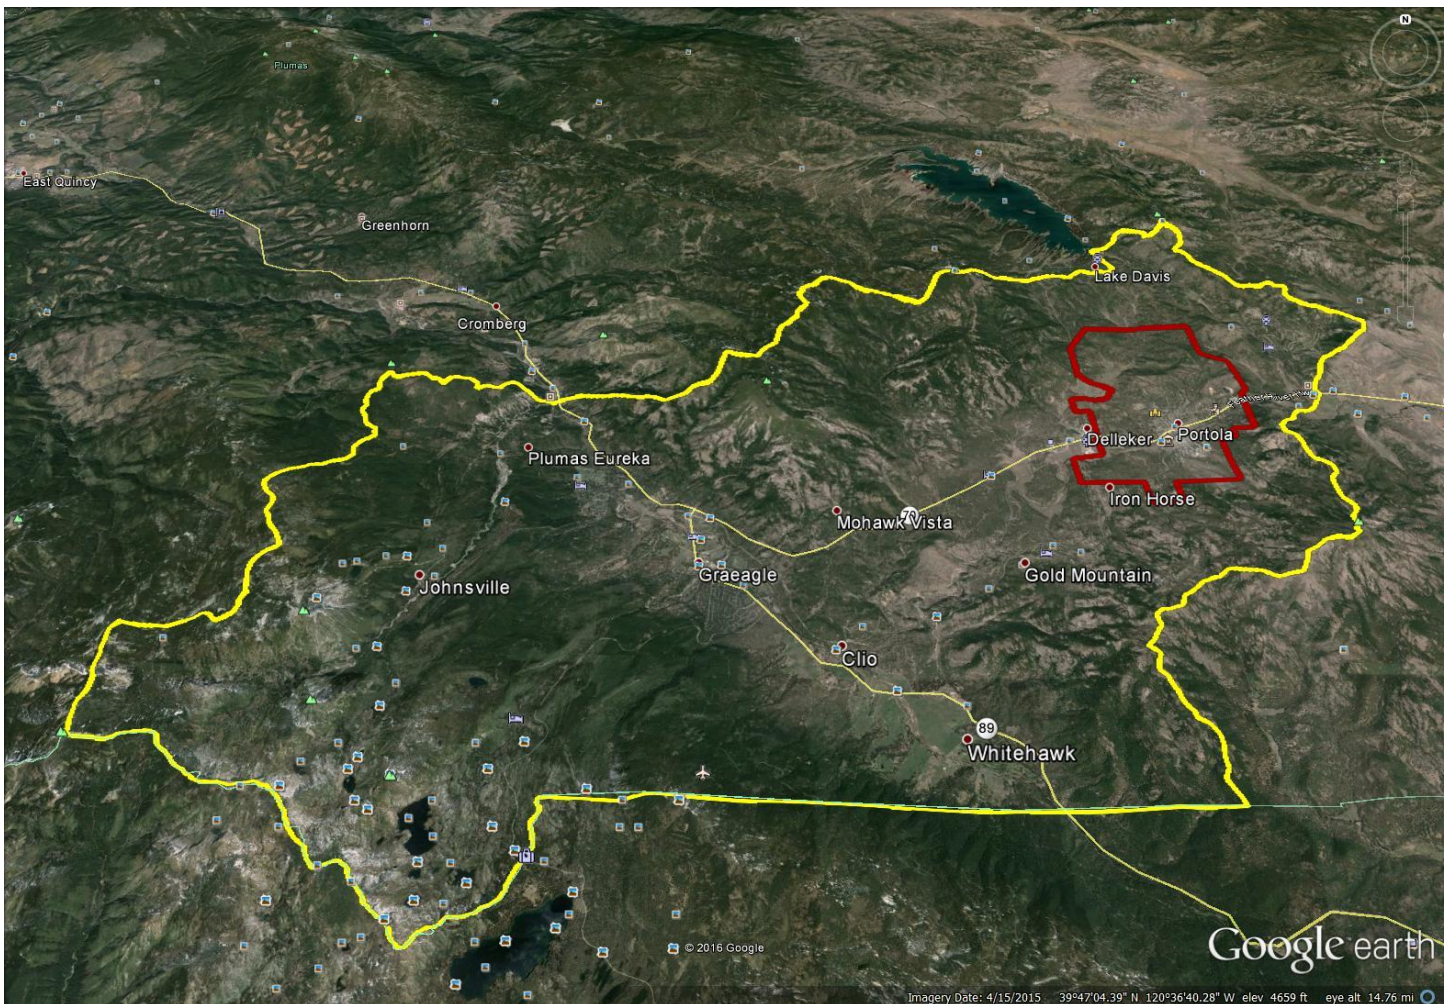 N
Plumas
East Quincy
Greenhorn
Lake Davis
Cromberg
Delleker
Portola
Plumas Eureka
Iron Horse
Mohawk Vista
70
Graeagle
Gold Mountain
Johnsville
Clio
89
Whitehawk
© 2016 Google
Google earth
Imagery Date: 4/15/2015 39°47'04.39" N 120°36'40.28" W elev 4659 ft eye alt 14.76 mi